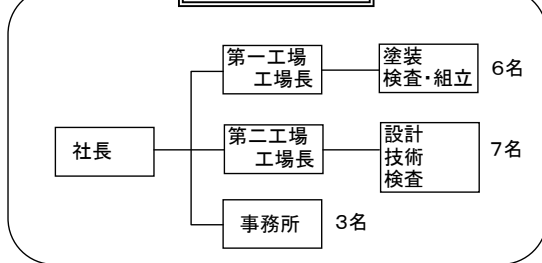 社長
第一工場
工場長
塗装
検査・組立
6名
第二工場
工場長
設計
技術
検査
7名
事務所
3名